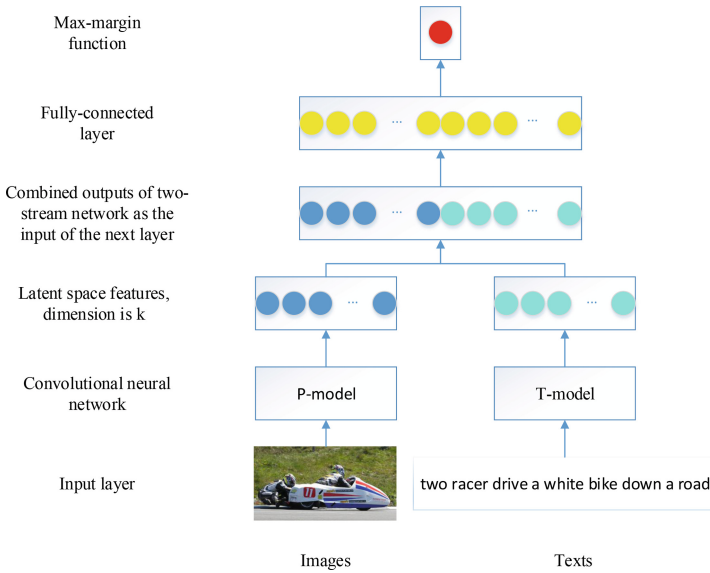 Max-margin
function
Fully-connected
layer
...
...
Combined outputs of two-
stream network as the
input of the next layer
...
...
Latent space features,
dimension is k
...
...
Convolutional neural
network
P-model
T-model
Input layer
two racer drive a white bike down a road
Images
Texts